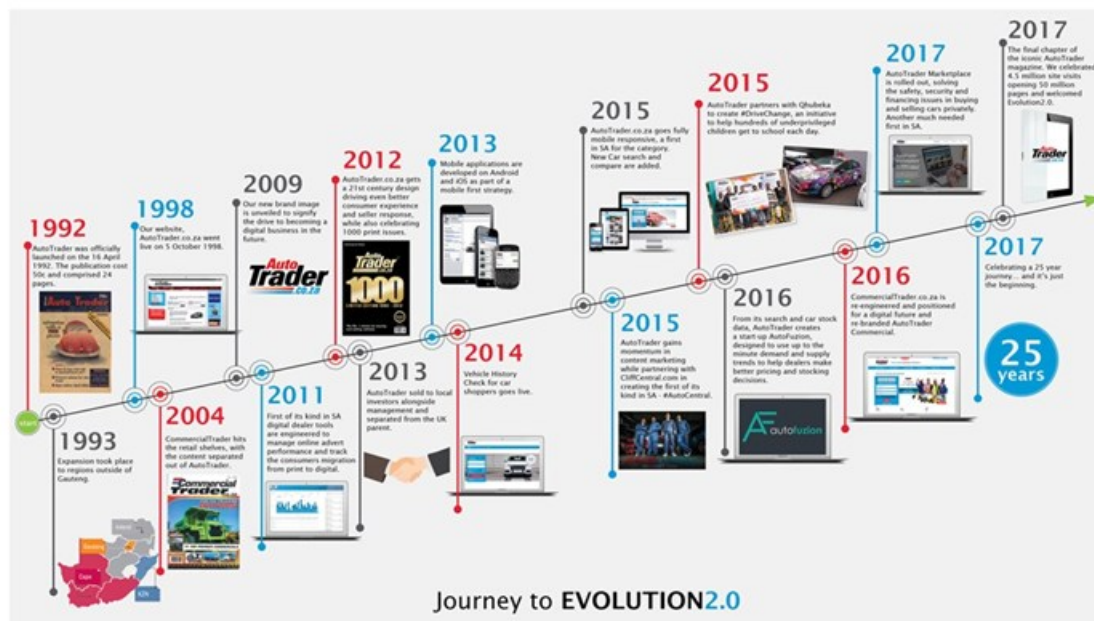 1992
AutoTrader was officially
launched on the 16 April
1992. The publication cost
50c and comprised 24
pages.
Auto Trader
start
1993
Expansion took place
to regions outside of
Gauteng.
Gauteng
Cape
KZN
1998
Our website,
AutoTrader.co.za went
live on 5 October 1998.
2004
CommercialTrader hits
the retail shelves, with
the content separated
out of AutoTrader.
Commercial
Trader
2009
Our new brand image
is unveiled to signify
the drive to becoming a
digital business in the
future.
Auto
Trader
.co.za
2011
First of its kind in SA
digital dealer tools
are engineered to
manage online advert
performance and track
the consumers migration
from print to digital.
2012
AutoTrader.co.za gets
a 21st century design
driving even better
consumer experience
and seller response,
while also celebrating
1000 print issues.
Auto
Trader
1000
2013
AutoTrader sold to local
investors alongside
management and
separated from the UK
parent.
2013
Mobile applications are
developed on Android
and iOS as part of a
mobile first strategy.
2014
Vehicle History
Check for car
shoppers goes live.
2015
AutoTrader.co.za goes fully
mobile responsive, a first
in SA for the category.
New Car search and
compare are added.
2015
AutoTrader gains
momentum in
content marketing
while partnering with
CliffCentral.com in
creating the first of its
kind in SA - #AutoCentral.
2015
AutoTrader partners with Qhubeka
to create #DriveChange, an initiative
to help hundreds of underprivileged
children get to school each day.
2016
From its search and car stock
data, AutoTrader creates
a start-up AutoFuzion,
designed to use up to the
minute demand and supply
trends to help dealers make
better pricing and stocking
decisions.
AF autofuzion
2016
CommercialTrader.co.za is
re-engineered and positioned
for a digital future and
re-branded AutoTrader
Commercial.
2017
AutoTrader Marketplace
is rolled out, solving
the safety, security and
financing issues in buying
and selling cars privately.
Another much needed
first in SA.
2017
Celebrating a 25 year
journey... and it's just
the beginning.
25
years
2017
The final chapter of
the iconic AutoTrader
magazine. We celebrated
4.5 million site visits
opening 50 million
pages and welcomed
Evolution2.0.
Auto
Trader
Journey to EVOLUTION2.0